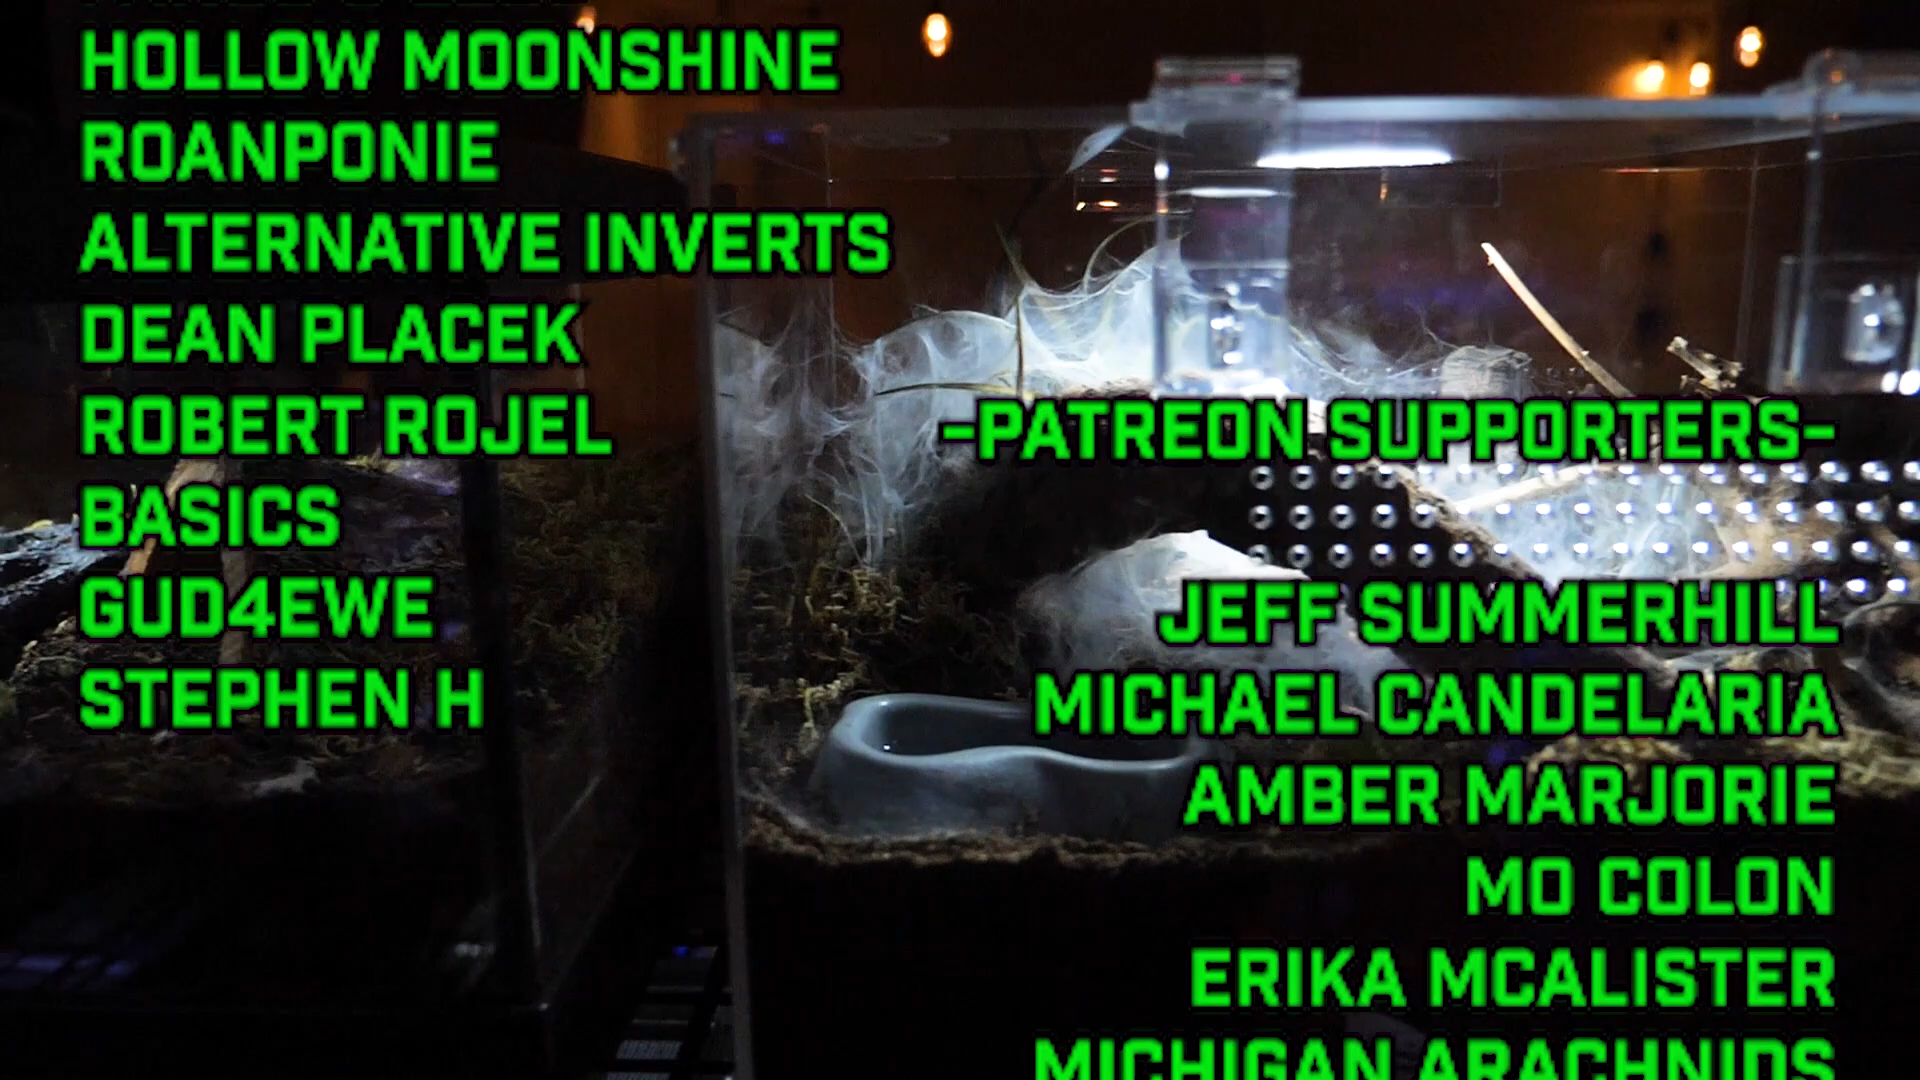 HOLLOW MOONSHINE
ROANPONIE
ALTERNATIVE INVERTS
DEAN PLACEK
ROBERT ROJEL
BASICS
GUD4EWE
STEPHEN H
-PATREON SUPPORTERS-
JEFF SUMMERHILL
MICHAEL CANDELARIA
AMBER MARJORIE
MO COLON
ERIKA MCALISTER
MICHIGAN ARACHNIDS